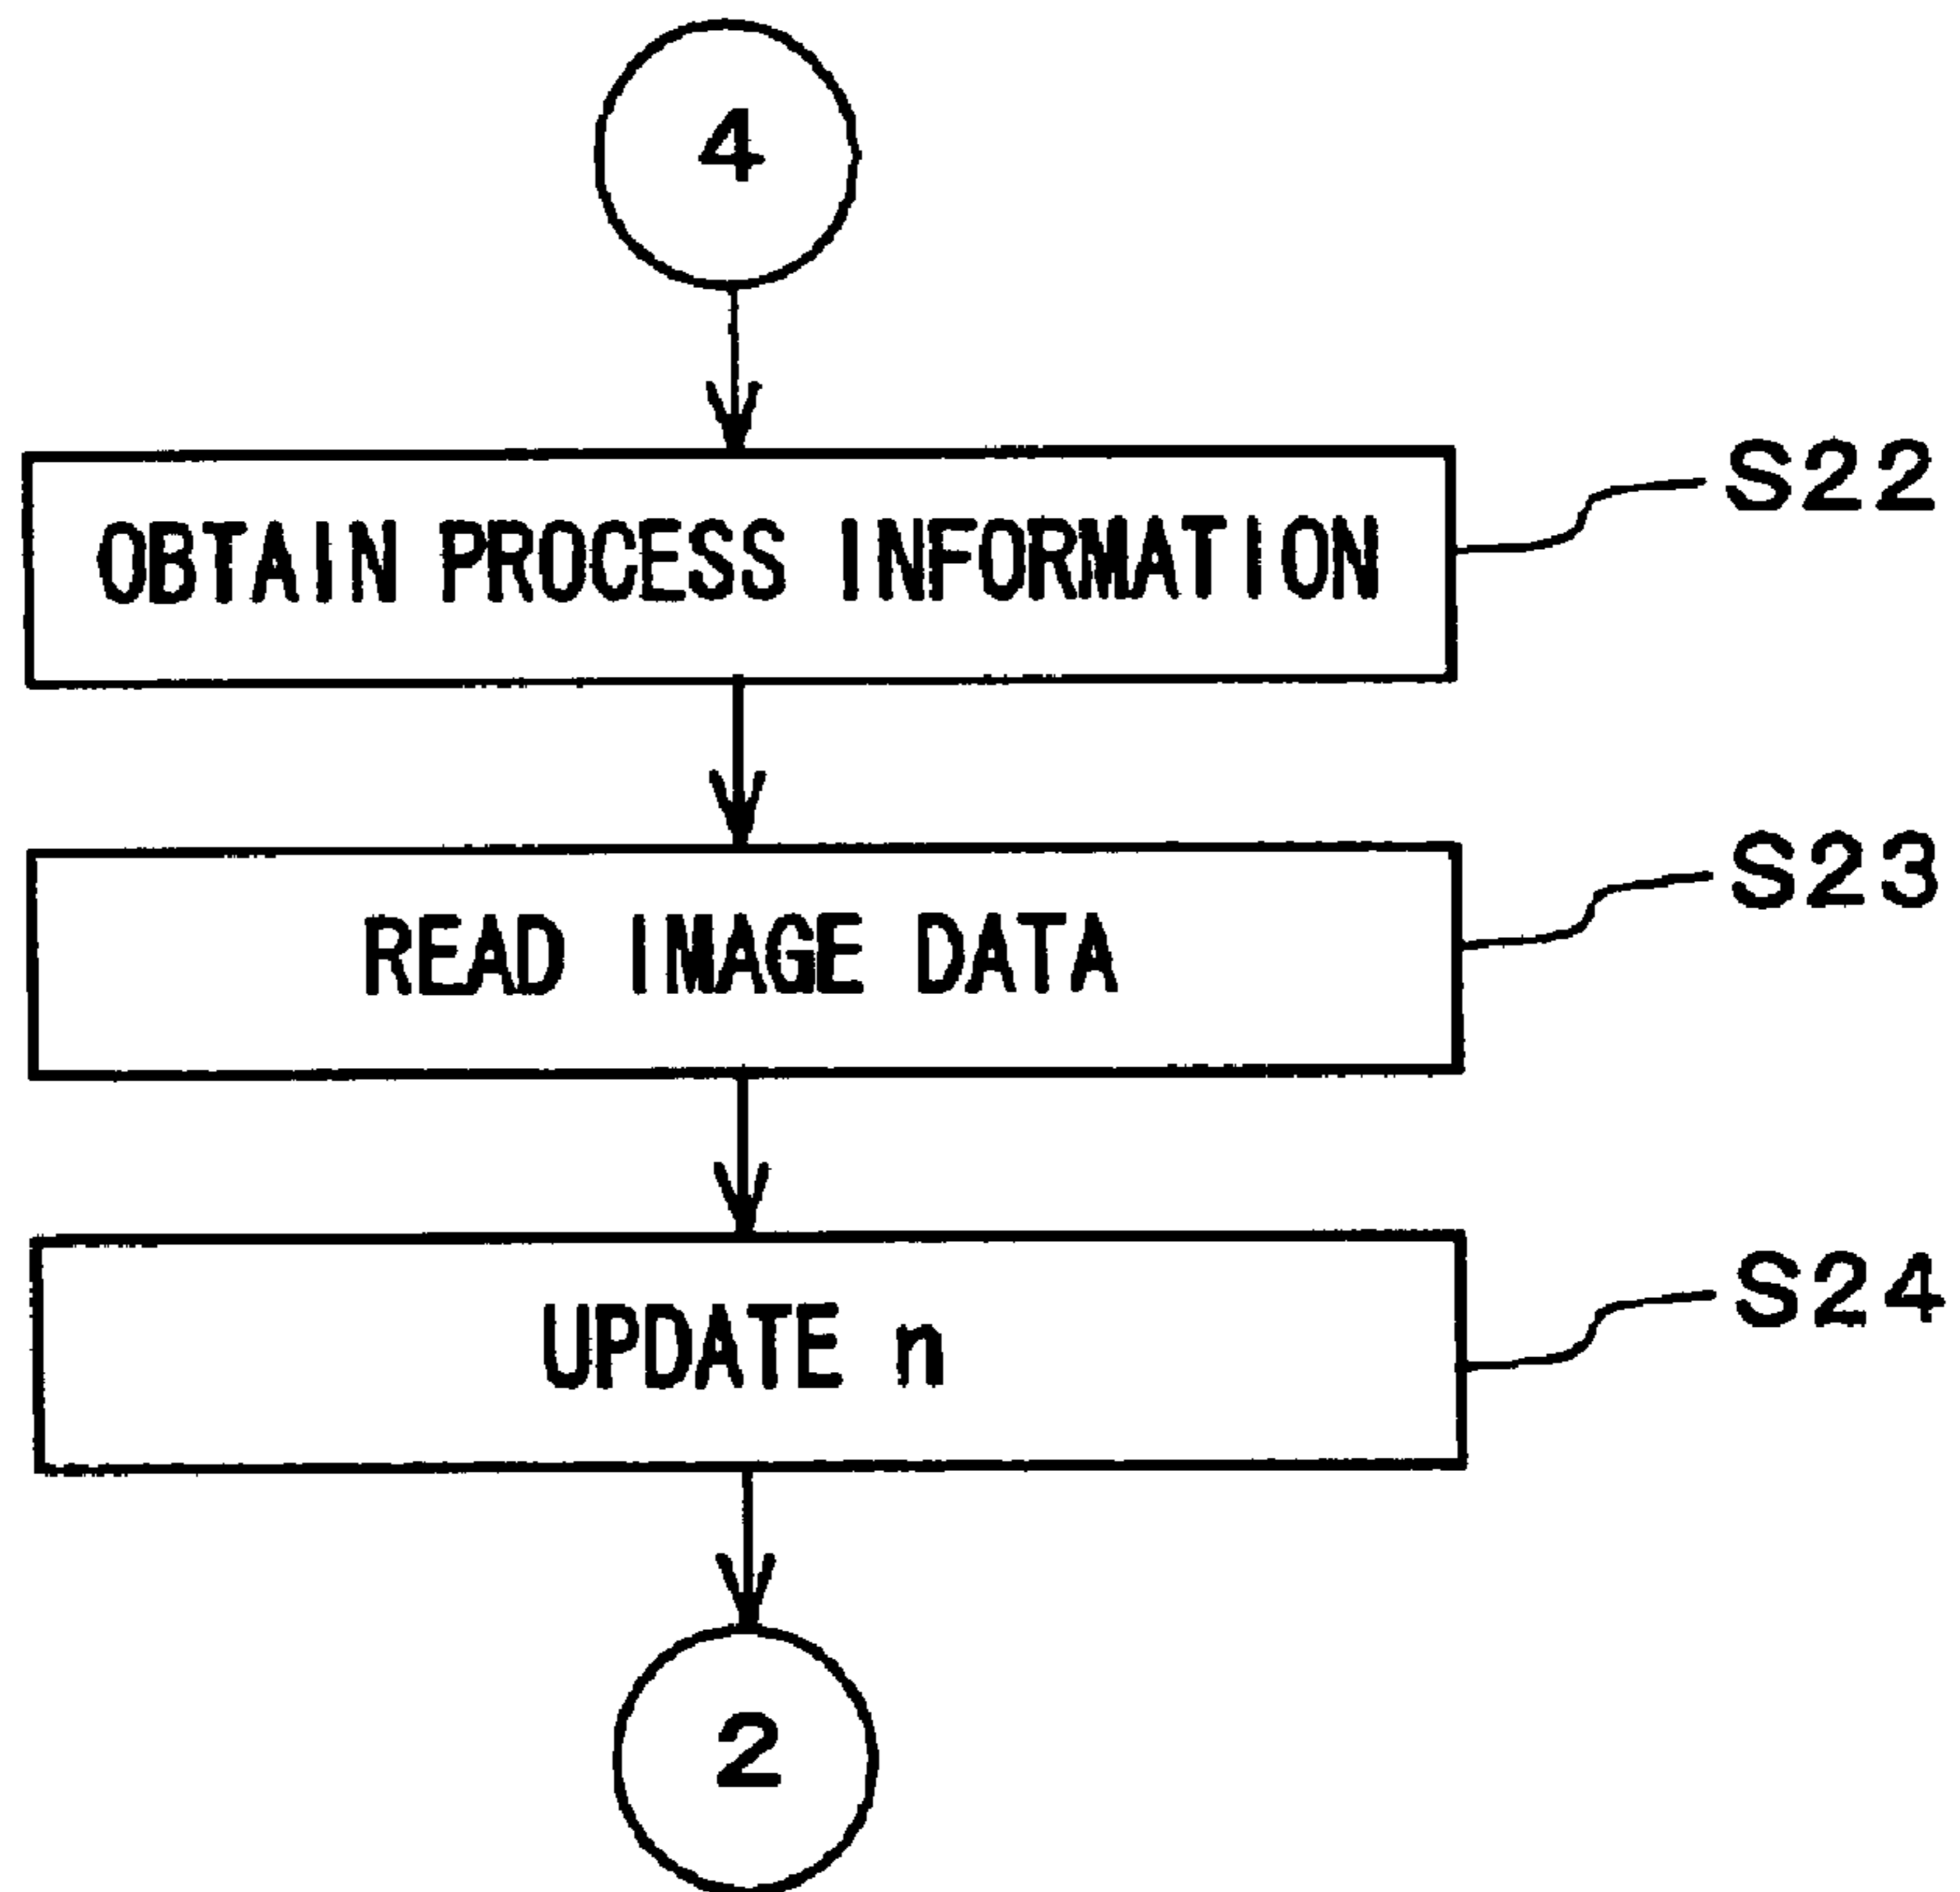 4
OBTAIN PROCESS INFORMATION
S22
READ IMAGE DATA
S23
UPDATE n
S24
2